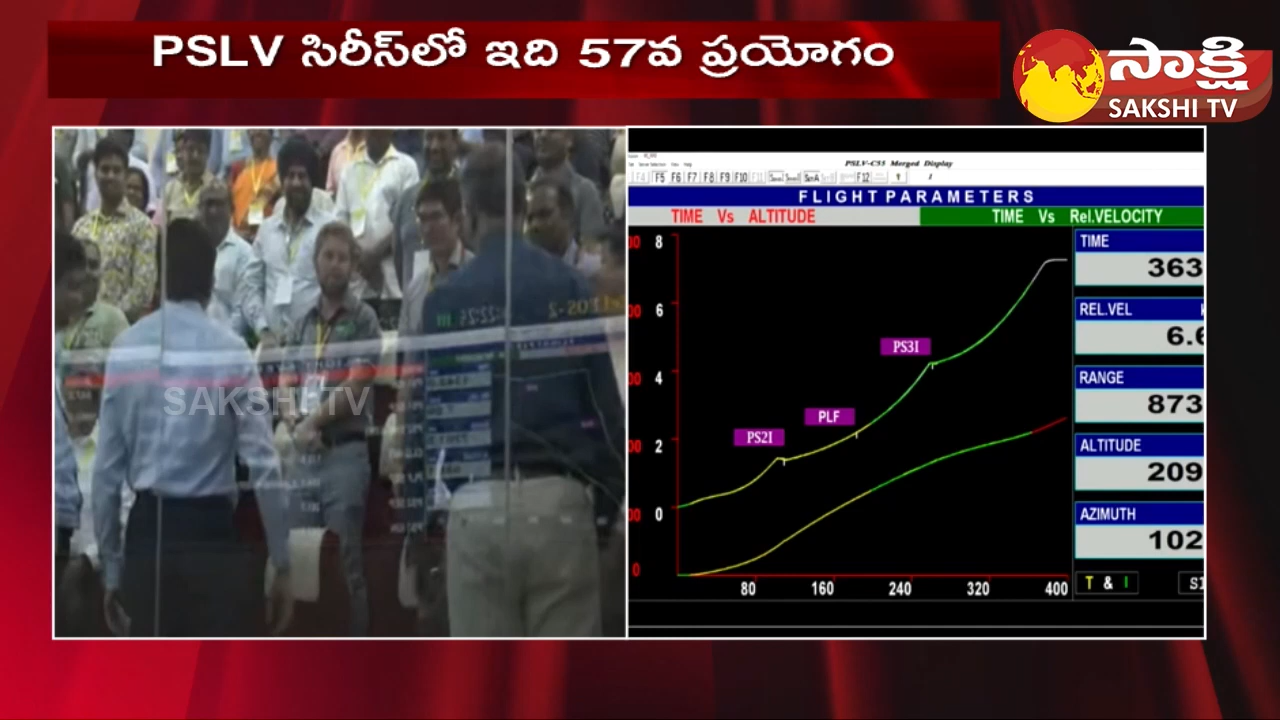 PSLV సిరీస్‌లో ఇది 57వ ప్రయోగం
సాక్షి
SAKSHI TV
PSLV-C55 Merged Display
F5 F6 F7 F8 F9 F10 F12
FLIGHT PARAMETERS
TIME Vs ALTITUDE TIME Vs Rel.VELOCITY
TIME
363
REL.VEL
6.6
RANGE
873
ALTITUDE
209
AZIMUTH
102
T & I
8
6
4
2
0
PS3I
PLF
PS2I
80 160 240 320 400
SAKSHI TV